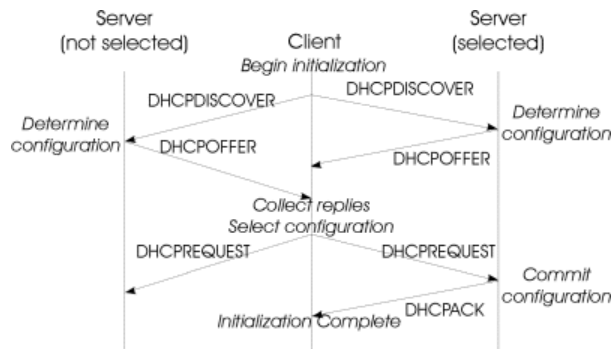 Server
(not selected)
Client
Server
(selected)
Begin initialization
DHCPDISCOVER
DHCPDISCOVER
Determine
configuration
Determine
configuration
DHCPOFFER
DHCPOFFER
Collect replies
Select configuration
DHCPREQUEST
DHCPREQUEST
Commit
configuration
Initialization Complete
DHCPACK